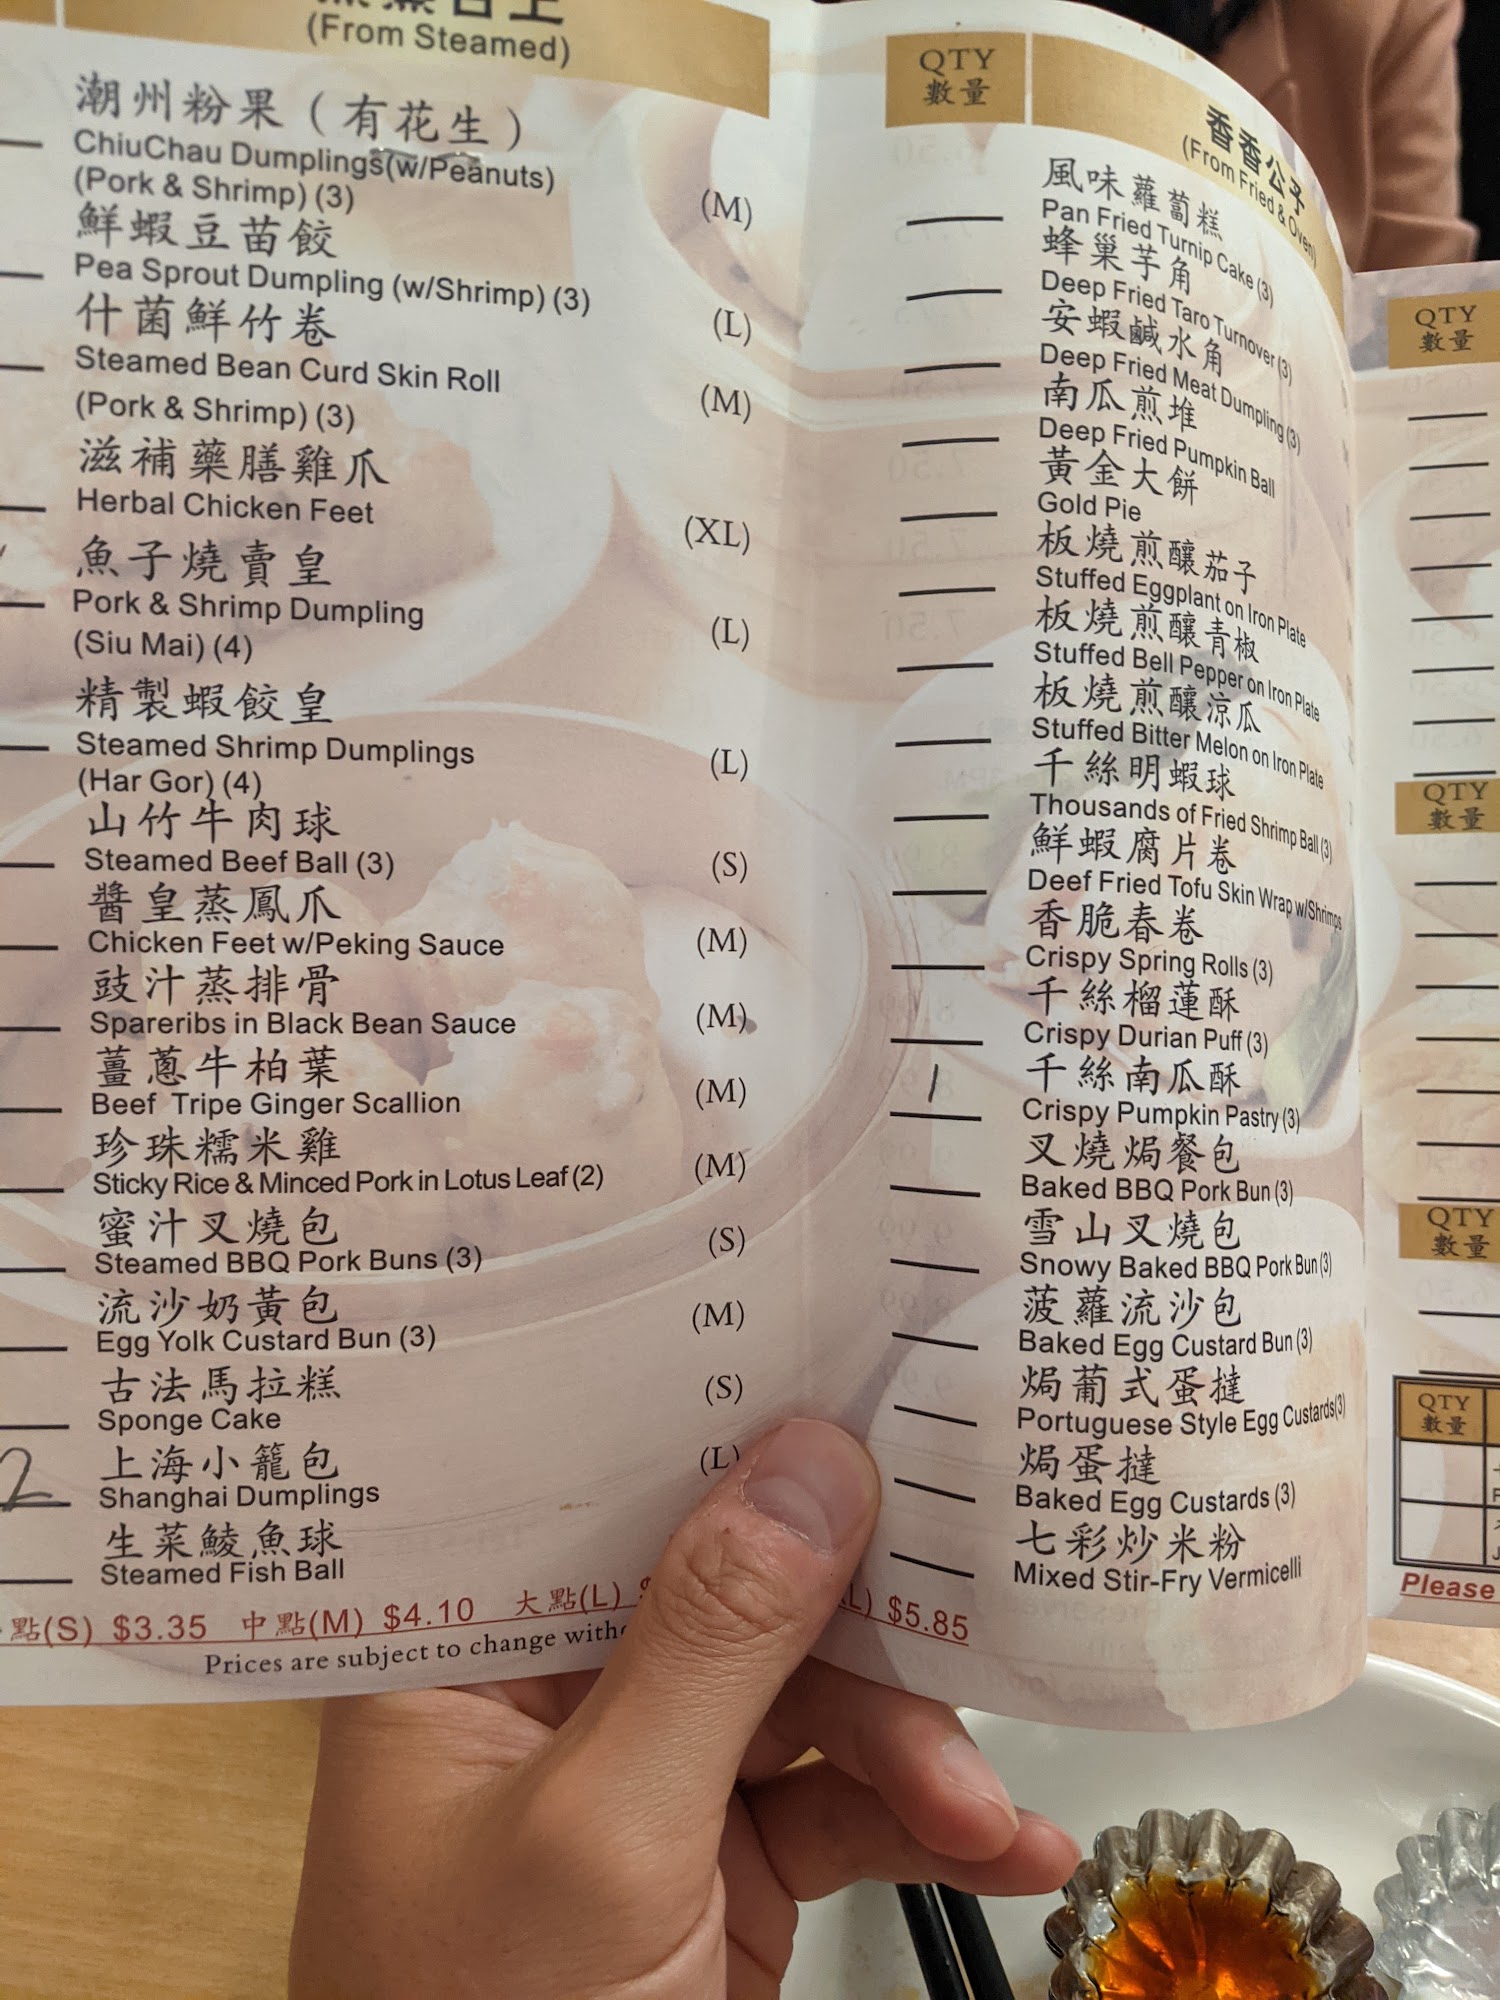 (From Steamed)
潮州粉果（有花生）
ChiuChau Dumplings(w/Peanuts)
(Pork & Shrimp) (3)
(M)
鮮蝦豆苗餃
Pea Sprout Dumpling (w/Shrimp) (3)
(L)
什菌鮮竹卷
Steamed Bean Curd Skin Roll
(Pork & Shrimp) (3)
(M)
滋補藥膳雞爪
Herbal Chicken Feet
(XL)
魚子燒賣皇
Pork & Shrimp Dumpling
(Siu Mai) (4)
(L)
精製蝦餃皇
Steamed Shrimp Dumplings
(Har Gor) (4)
(L)
山竹牛肉球
Steamed Beef Ball (3)
(S)
醬皇蒸鳳爪
Chicken Feet w/Peking Sauce
(M)
豉汁蒸排骨
Spareribs in Black Bean Sauce
(M)
薑蔥牛柏葉
Beef Tripe Ginger Scallion
(M)
珍珠糯米雞
Sticky Rice & Minced Pork in Lotus Leaf (2)
(M)
蜜汁叉燒包
Steamed BBQ Pork Buns (3)
(S)
流沙奶黃包
Egg Yolk Custard Bun (3)
(M)
古法馬拉糕
Sponge Cake
(S)
上海小籠包
2 Shanghai Dumplings
(L)
生菜鯪魚球
Steamed Fish Ball
點(S) $3.35 中點(M) $4.10 大點(L) $5.85
Prices are subject to change
QTY
數量
香香公子
(From Fried & Oven)
風味蘿蔔糕
Pan Fried Turnip Cake (3)
蜂巢芋角
Deep Fried Taro Turnover (3)
安蝦鹹水角
Deep Fried Meat Dumpling (3)
南瓜煎堆
Deep Fried Pumpkin Ball
黃金大餅
Gold Pie
板燒煎釀茄子
Stuffed Eggplant on Iron Plate
板燒煎釀青椒
Stuffed Bell Pepper on Iron Plate
板燒煎釀涼瓜
Stuffed Bitter Melon on Iron Plate
千絲明蝦球
Thousands of Fried Shrimp Ball (3)
鮮蝦腐片卷
Deef Fried Tofu Skin Wrap w/Shrimps
香脆春卷
Crispy Spring Rolls (3)
千絲榴蓮酥
Crispy Durian Puff (3)
千絲南瓜酥
1 Crispy Pumpkin Pastry (3)
叉燒焗餐包
Baked BBQ Pork Bun (3)
雪山叉燒包
Snowy Baked BBQ Pork Bun (3)
菠蘿流沙包
Baked Egg Custard Bun (3)
焗葡式蛋撻
Portuguese Style Egg Custards (3)
焗蛋撻
Baked Egg Custards (3)
七彩炒米粉
Mixed Stir-Fry Vermicelli
QTY
數量
QTY
數量
QTY
數量
QTY
數量
Please